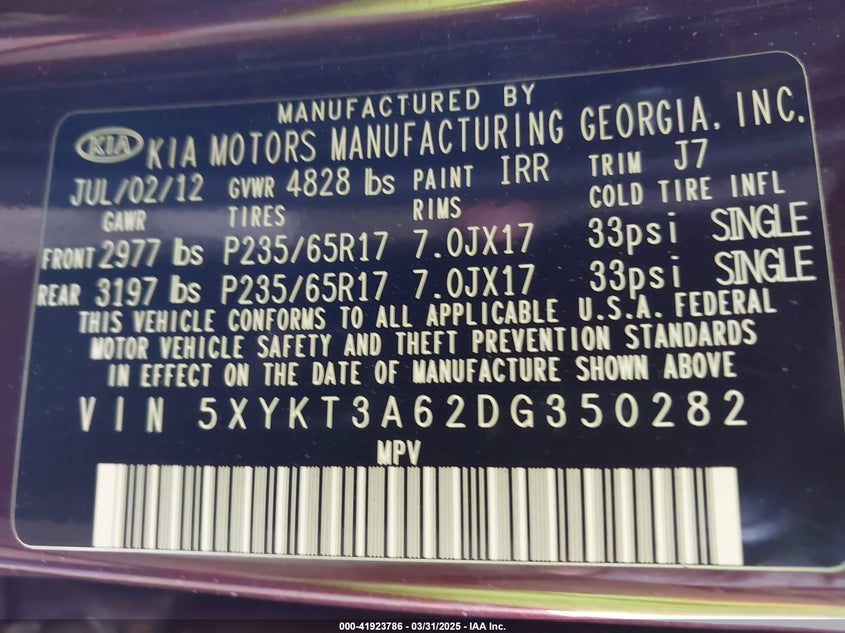 MANUFACTURED BY
KIA KIA MOTORS MANUFACTURING GEORGIA, INC.
JUL/02/12 GVWR 4828 lbs PAINT IRR TRIM J7
GAWR TIRES RIMS COLD TIRE INFL
FRONT 2977 lbs P235/65R17 7.0JX17 33psi SINGLE
REAR 3197 lbs P235/65R17 7.0JX17 33psi SINGLE
THIS VEHICLE CONFORMS TO ALL APPLICABLE U.S.A. FEDERAL
MOTOR VEHICLE SAFETY AND THEFT PREVENTION STANDARDS
IN EFFECT ON THE DATE OF MANUFACTURE SHOWN ABOVE
VIN 5XYKT3A62DG350282
MPV
000-41923786 - 03/31/2025 - IAA Inc.